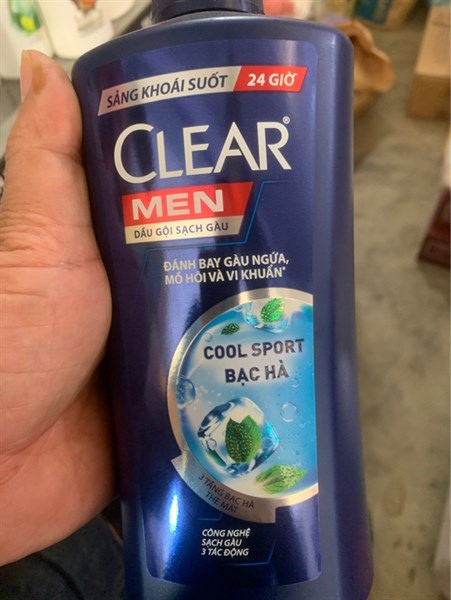 SẢNG KHOÁI SUỐT 24 GIỜ
CLEAR®
MEN
DẦU GỘI SẠCH GÀU
ĐÁNH BAY GÀU NGỨA,
MỒ HÔI VÀ VI KHUẨN*
COOL SPORT
BẠC HÀ
3 TẦNG BẠC HÀ
THE MÁT
CÔNG NGHỆ
SẠCH GÀU
3 TÁC ĐỘNG